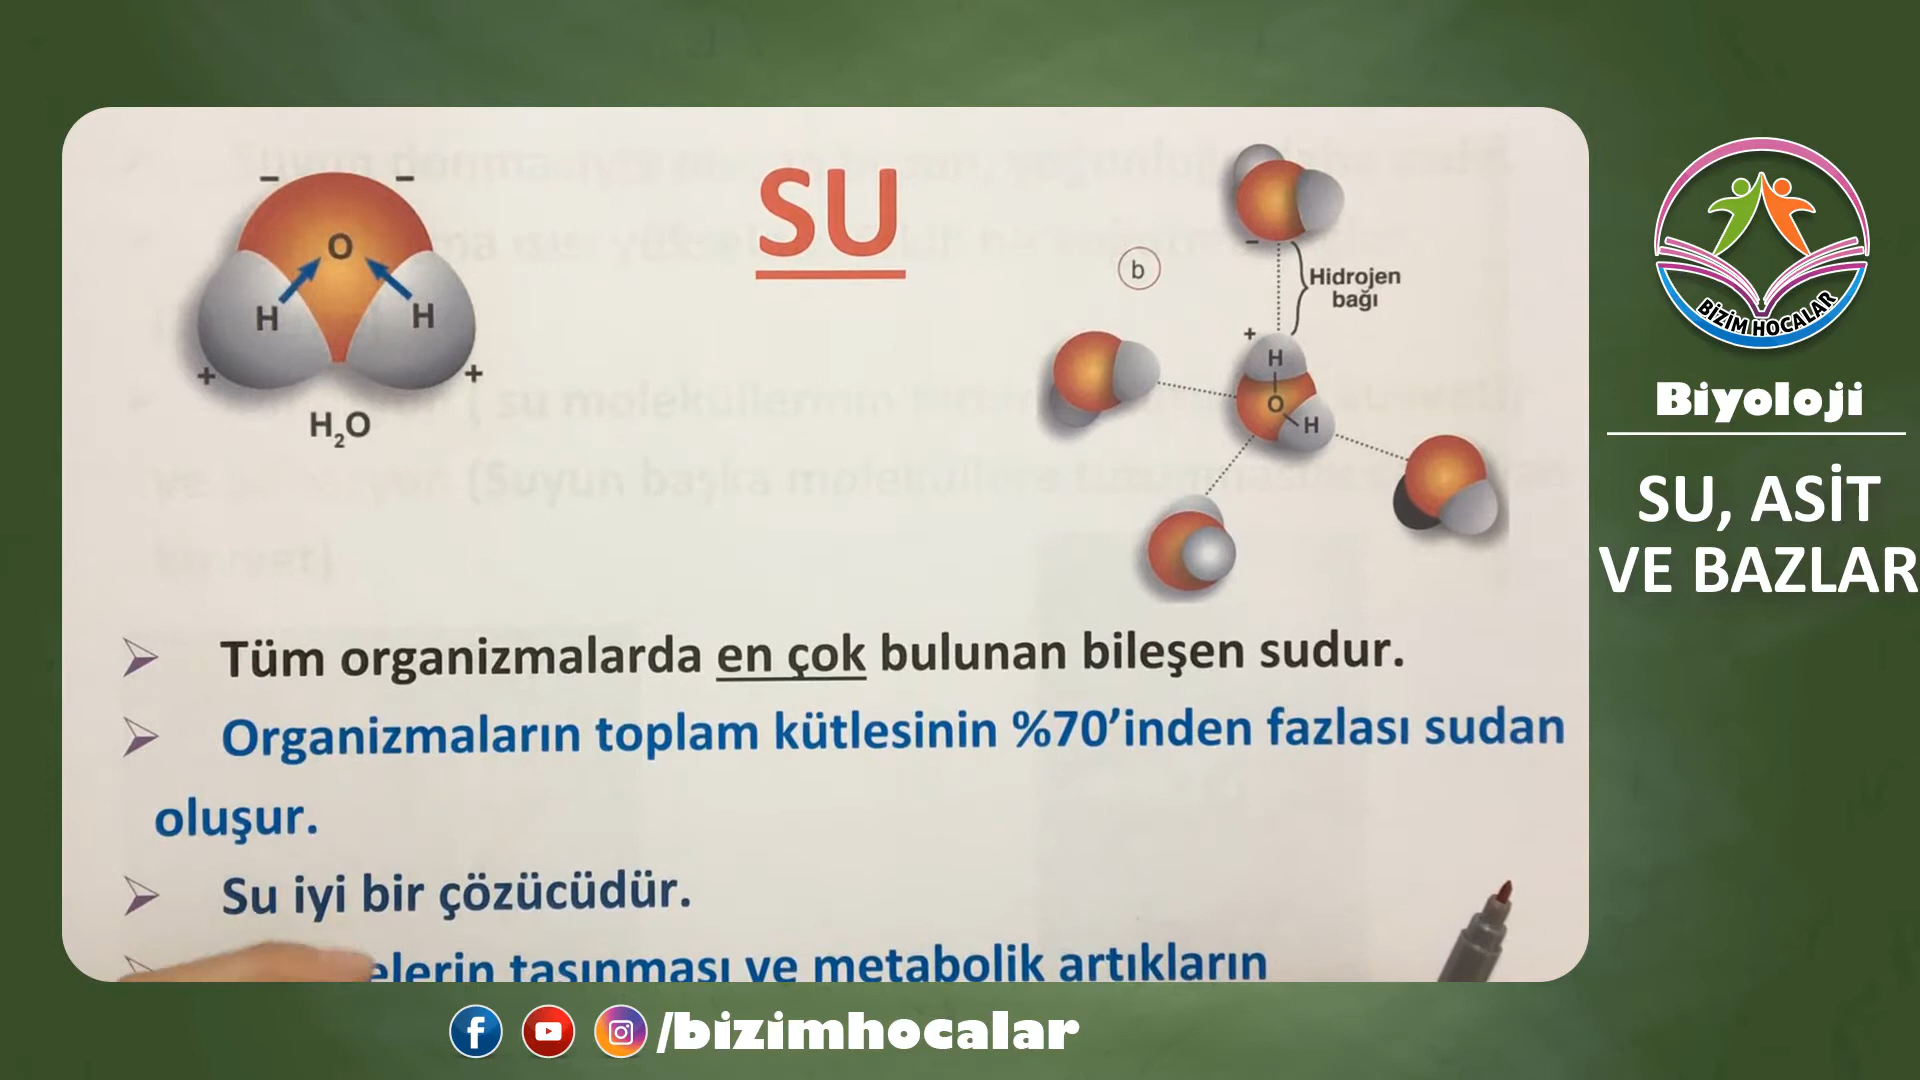 SU
− −
O
H H
+ +
H₂O
b
−
Hidrojen
bağı
+
H
O
H
Tüm organizmalarda en çok bulunan bileşen sudur.
Organizmaların toplam kütlesinin %70’inden fazlası sudan
oluşur.
Su iyi bir çözücüdür.
taşınması ve metabolik artıkların
BİZİM HOCALAR
Biyoloji
SU, ASİT
VE BAZLAR
/bizimhocalar